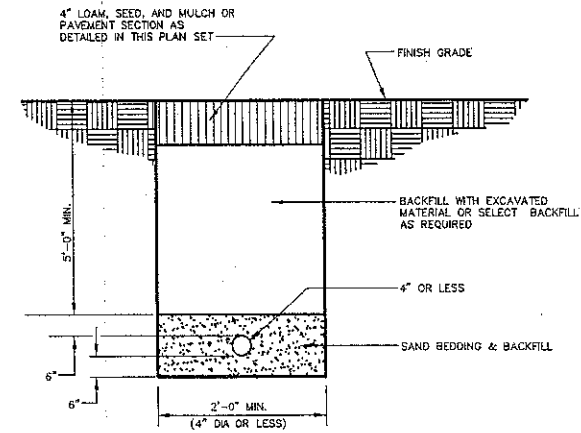 4" LOAM, SEED, AND MULCH OR
PAVEMENT SECTION AS
DETAILED IN THIS PLAN SET
FINISH GRADE
5'-0" MIN.
BACKFILL WITH EXCAVATED
MATERIAL OR SELECT BACKFILL
AS REQUIRED
4" OR LESS
SAND BEDDING & BACKFILL
6"
6"
2'-0" MIN.
(4" DIA OR LESS)